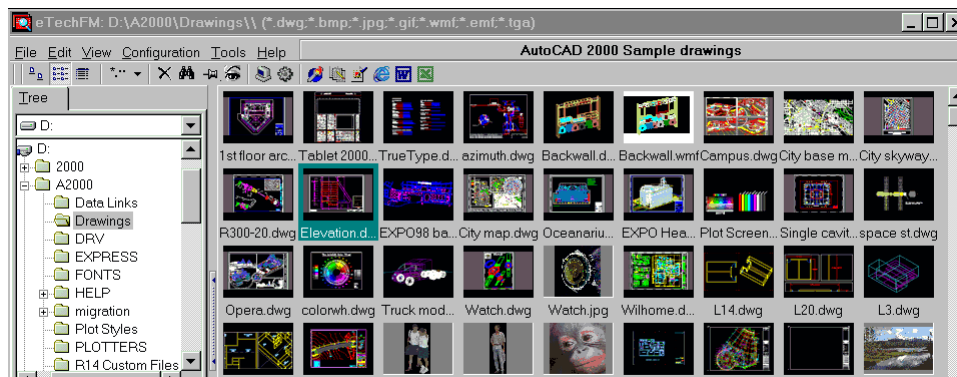 eTechFM: D:\A2000\Drawings\\ (*.dwg;*.bmp;*.jpg;*.gif;*.wmf;*.emf;*.tga)
File Edit View Configuration Tools Help
AutoCAD 2000 Sample drawings
Tree
D:
D:
2000
A2000
Data Links
Drawings
DRV
EXPRESS
FONTS
HELP
migration
Plot Styles
PLOTTERS
R14 Custom Files
1st floor arc... Tablet 2000... TrueType.d... azimuth.dwg Backwall.d... Backwall.wmf Campus.dwg City base m... City skyway...
R300-20.dwg Elevation.d... EXPO98 ba... City map.dwg Oceanariu... EXPO Hea... Plot Screen... Single cavit... space st.dwg
Opera.dwg colorwh.dwg Truck mod... Watch.dwg Watch.jpg Wilhome.d... L14.dwg L20.dwg L3.dwg